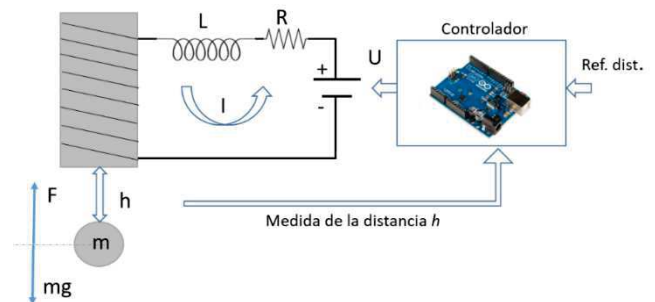 L
R
Controlador
+
-
U
Ref. dist.
I
F
h
m
mg
Medida de la distancia h